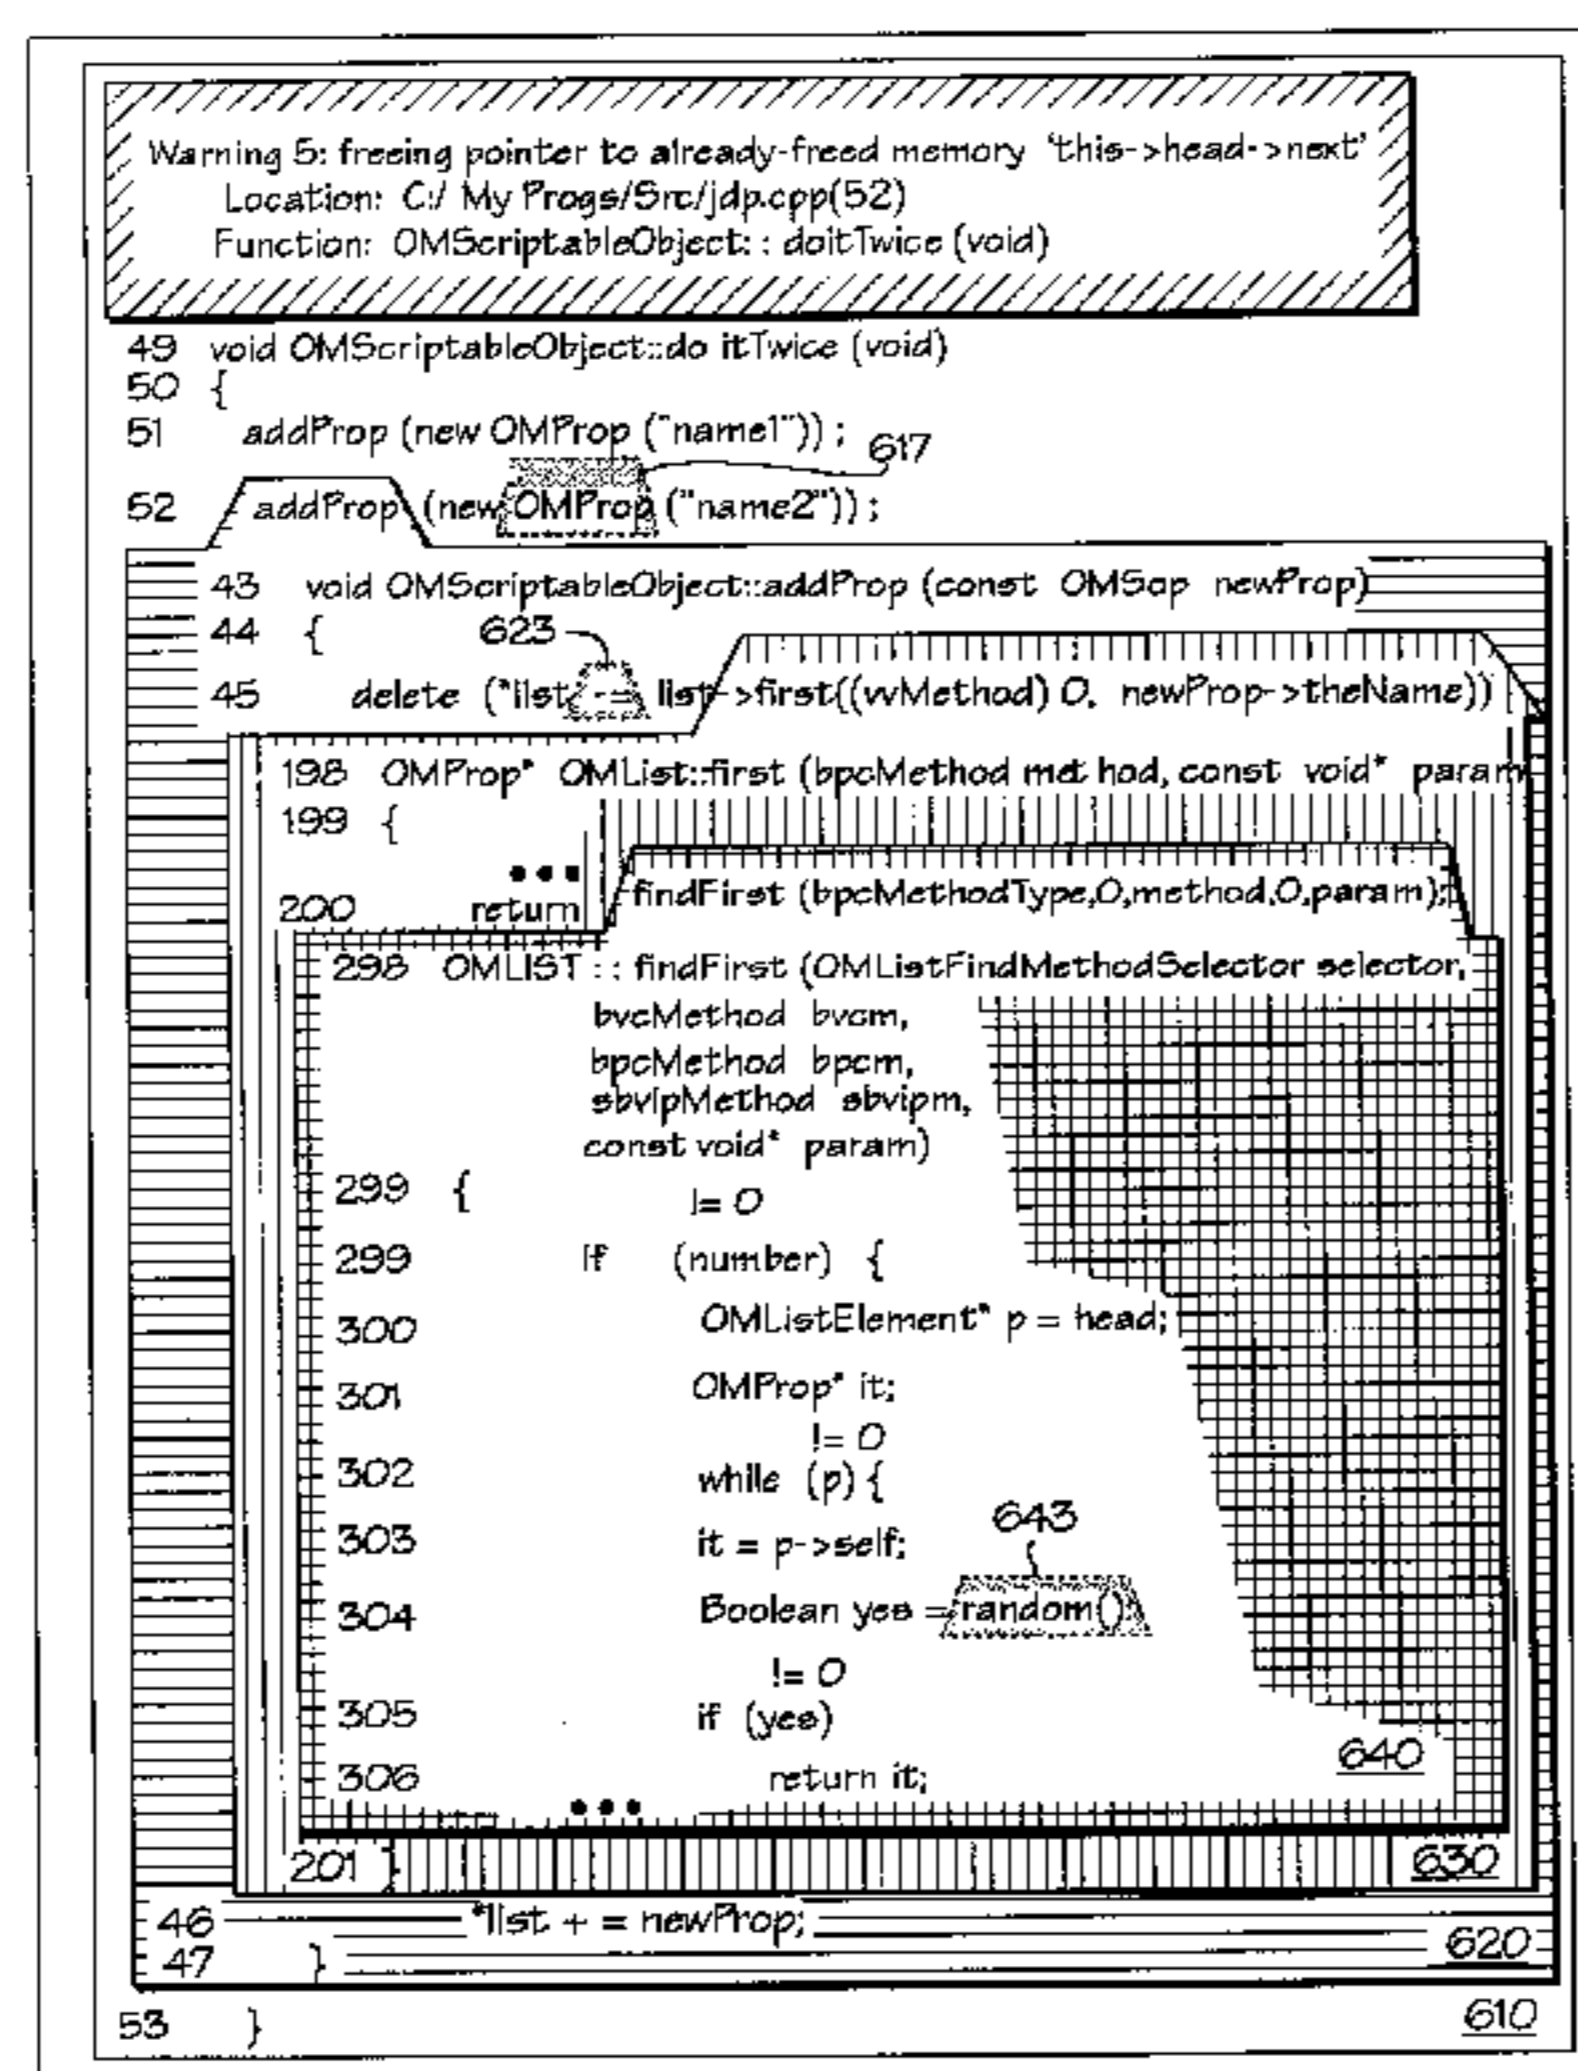 Warning 5: freeing pointer to already-freed memory 'this->head->next'
Location: C:/ My Progs/Src/jdp.cpp(52)
Function: OMScriptableObject: : doitTwice (void)
49 void OMScriptableObject::do itTwice (void)
50 {
51 addProp (new OMProp ("name1")) ;
617
52 addProp (new OMProp ("name2")) ;
43 void OMScriptableObject::addProp (const OMSop newProp)
44 { 623
45 delete (*list -= list->first((vvMethod) 0, newProp->theName))
198 OMProp* OMList::first (bpcMethod met hod, const void* param
199 {
•••
200 return findFirst (bpcMethodType,0,method,0,param);
298 OMLIST : : findFirst (OMListFindMethodSelector selector,
bvcMethod bvcm,
bpcMethod bpcm,
sbvipMethod sbvipm,
const void* param)
299 { != 0
299 If (number) {
300 OMListElement* p = head;
301 OMProp* it;
!= 0
302 while (p) {
643
303 it = p->self;
304 Boolean yes = random();
!= 0
305 if (yes)
640
306 return it;
•••
201 } 630
46 *list + = newProp;
620
47 }
53 } 610